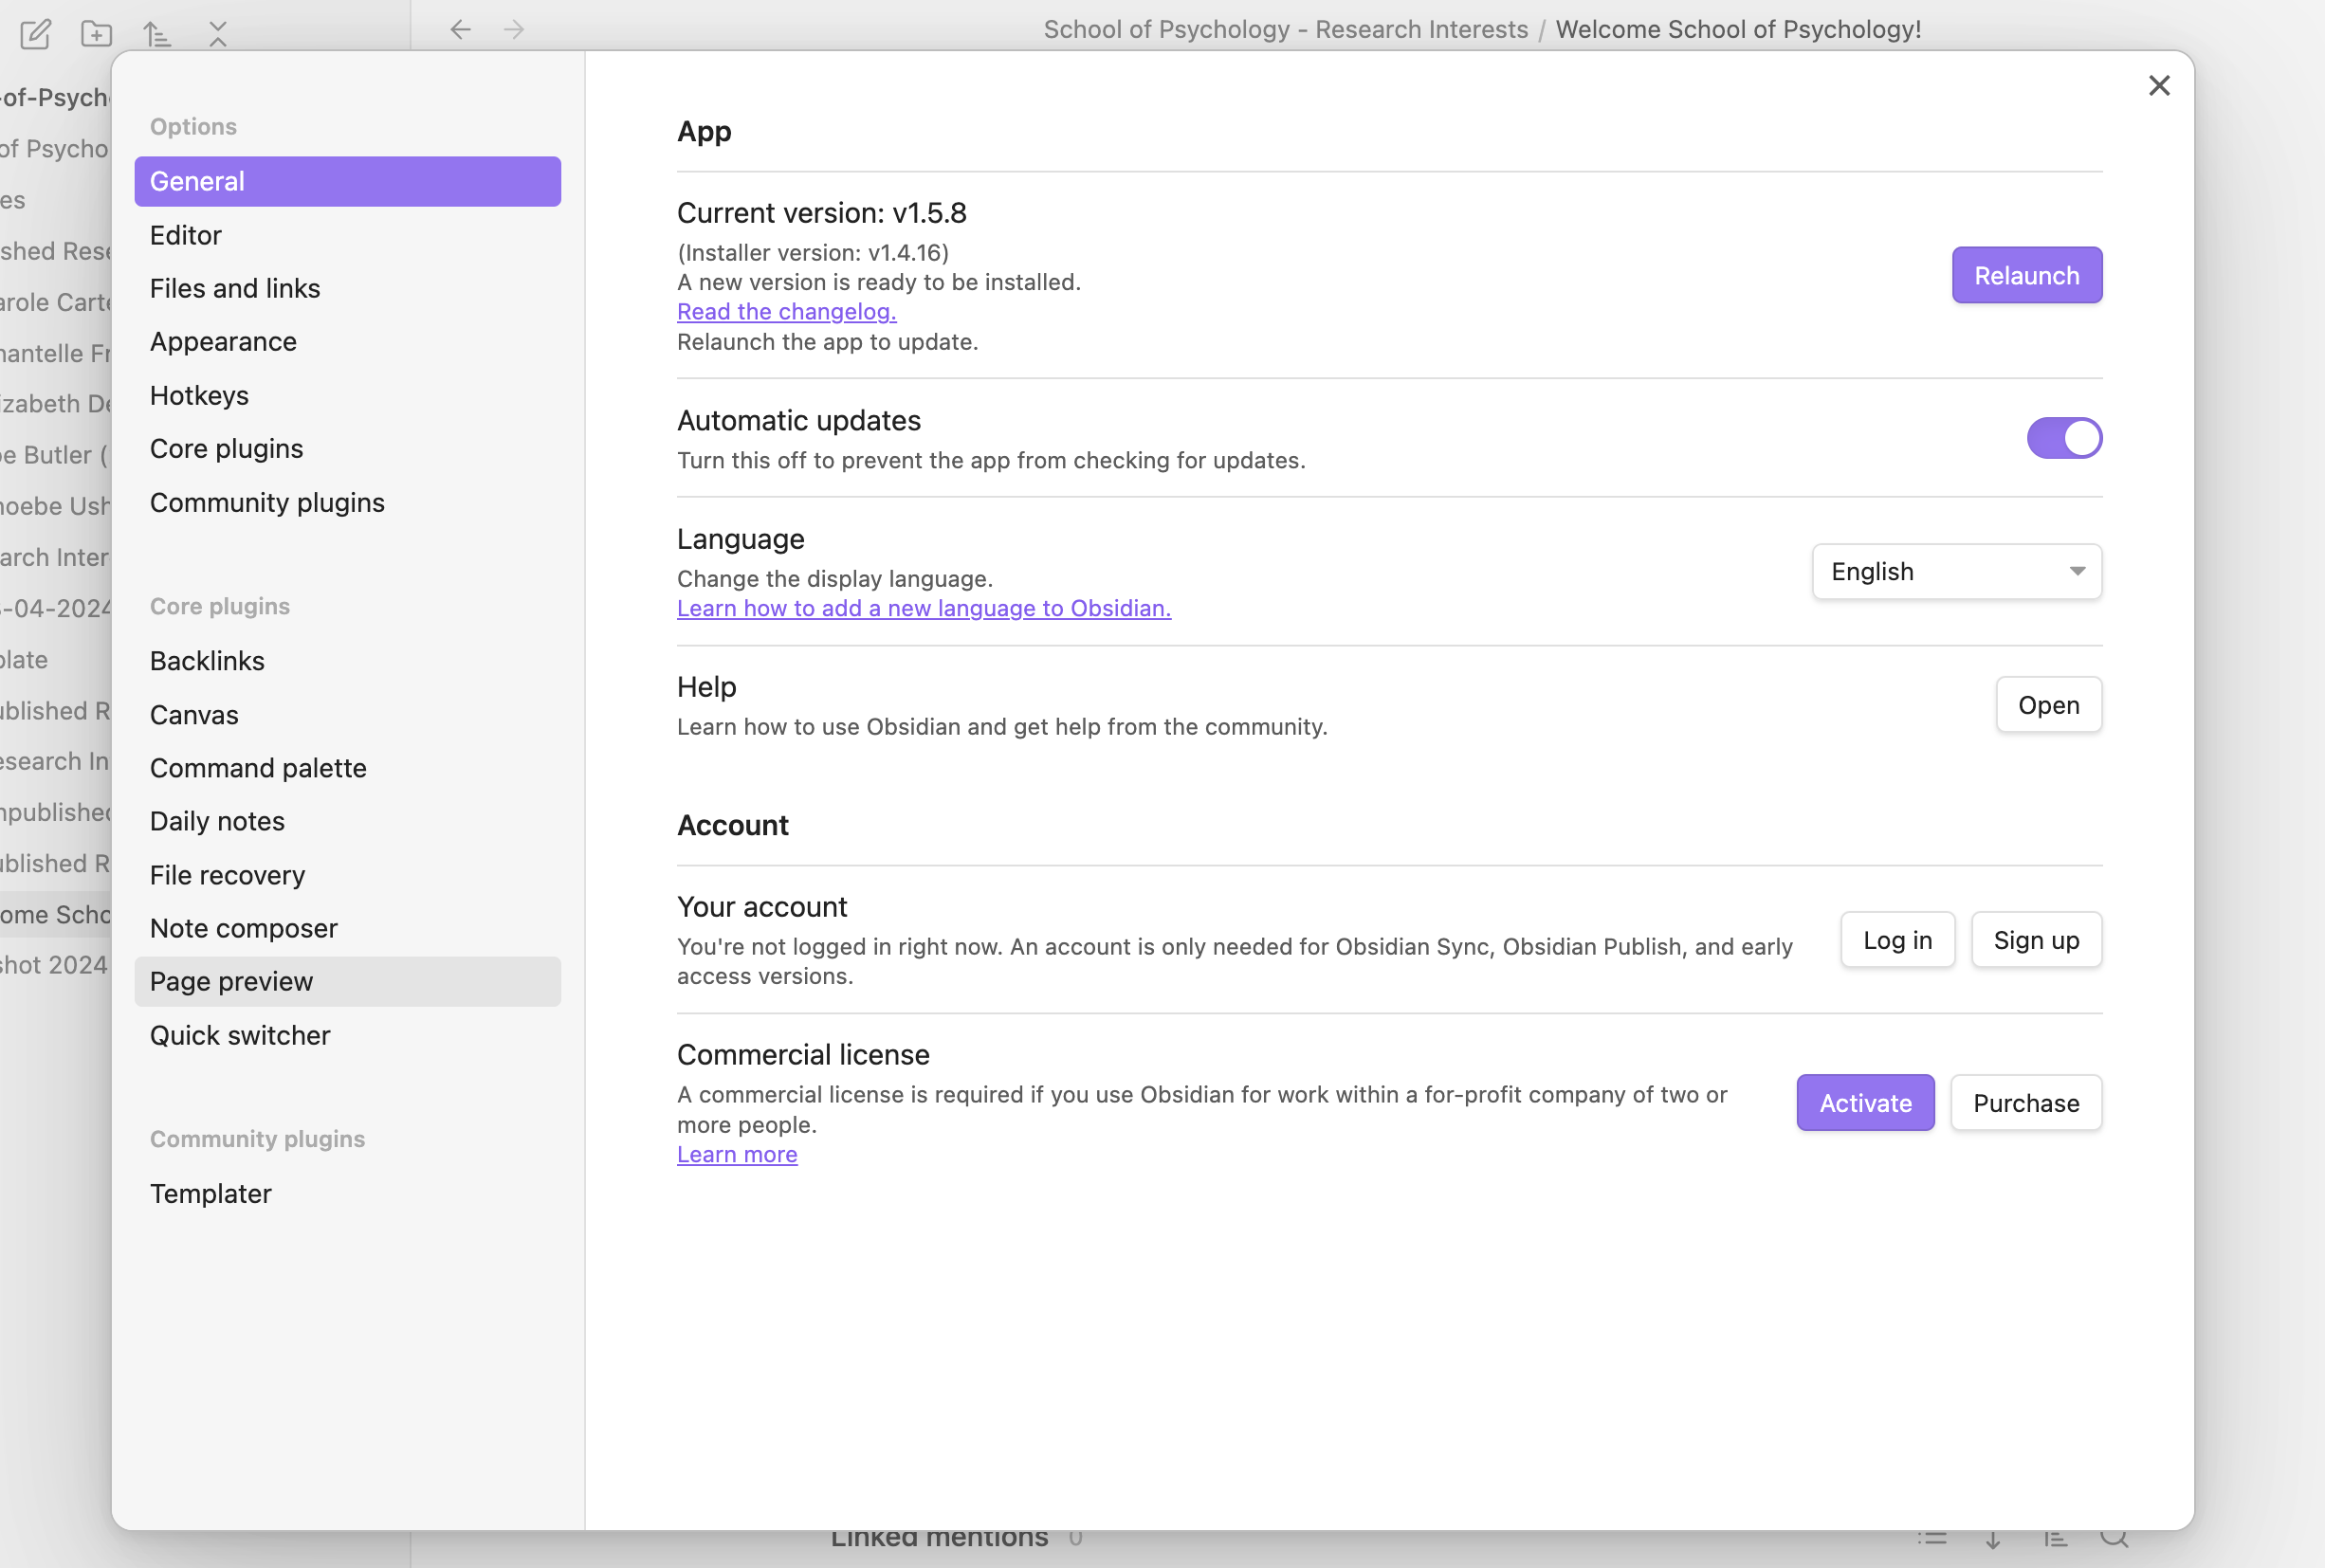 School of Psychology - Research Interests / Welcome School of Psychology!
-of-Psych
of Psycho
es
shed Rese
arole Carte
hantelle Fr
izabeth De
be Butler (
hoebe Ush
arch Inter
-04-2024
plate
ublished R
esearch In
npublished
ublished R
ome Scho
shot 2024
Options
General
Editor
Files and links
Appearance
Hotkeys
Core plugins
Community plugins
Core plugins
Backlinks
Canvas
Command palette
Daily notes
File recovery
Note composer
Page preview
Quick switcher
Community plugins
Templater
App
Current version: v1.5.8
(Installer version: v1.4.16)
A new version is ready to be installed.
Read the changelog.
Relaunch the app to update.
Relaunch
Automatic updates
Turn this off to prevent the app from checking for updates.
Language
Change the display language.
Learn how to add a new language to Obsidian.
English
Help
Learn how to use Obsidian and get help from the community.
Open
Account
Your account
You're not logged in right now. An account is only needed for Obsidian Sync, Obsidian Publish, and early
access versions.
Log in
Sign up
Commercial license
A commercial license is required if you use Obsidian for work within a for-profit company of two or
more people.
Learn more
Activate
Purchase
Linked mentions 0